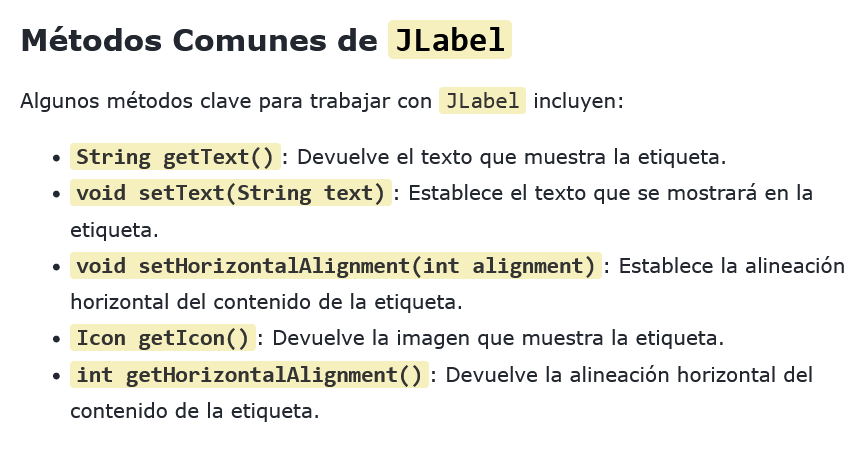 Métodos Comunes de JLabel
Algunos métodos clave para trabajar con JLabel incluyen:
• String getText(): Devuelve el texto que muestra la etiqueta.
• void setText(String text): Establece el texto que se mostrará en la
etiqueta.
• void setHorizontalAlignment(int alignment): Establece la alineación
horizontal del contenido de la etiqueta.
• Icon getIcon(): Devuelve la imagen que muestra la etiqueta.
• int getHorizontalAlignment(): Devuelve la alineación horizontal del
contenido de la etiqueta.